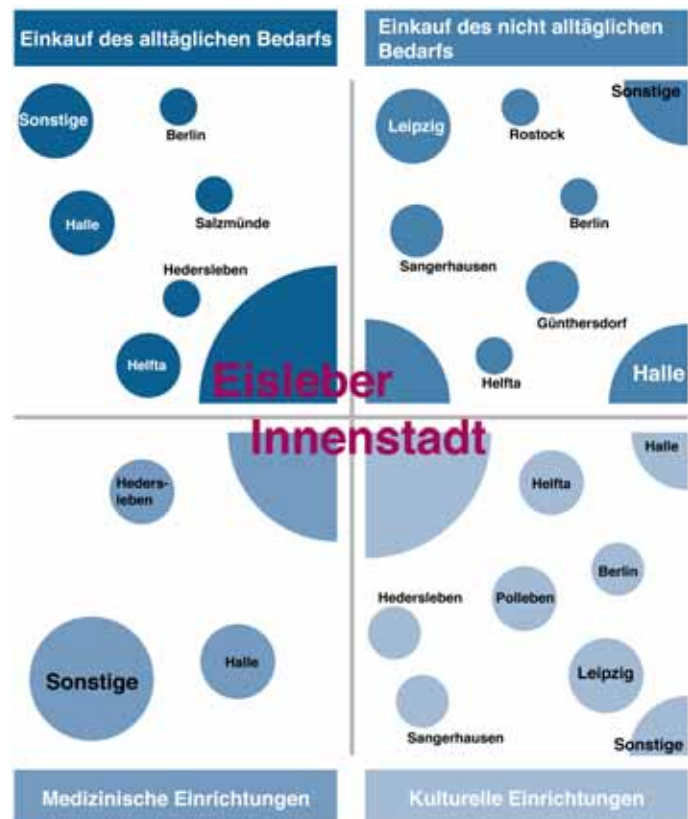 Einkauf des alltäglichen Bedarfs
Einkauf des nicht alltäglichen
Bedarfs
Sonstige
Berlin
Salzmünde
Halle
Hedersleben
Helfta
Leipzig
Rostock
Sonstige
Berlin
Sangerhausen
Günthersdorf
Helfta
Halle
Eisleber
Innenstadt
Heders-
leben
Sonstige
Halle
Halle
Helfta
Berlin
Hedersleben
Polleben
Leipzig
Sangerhausen
Sonstige
Medizinische Einrichtungen
Kulturelle Einrichtungen